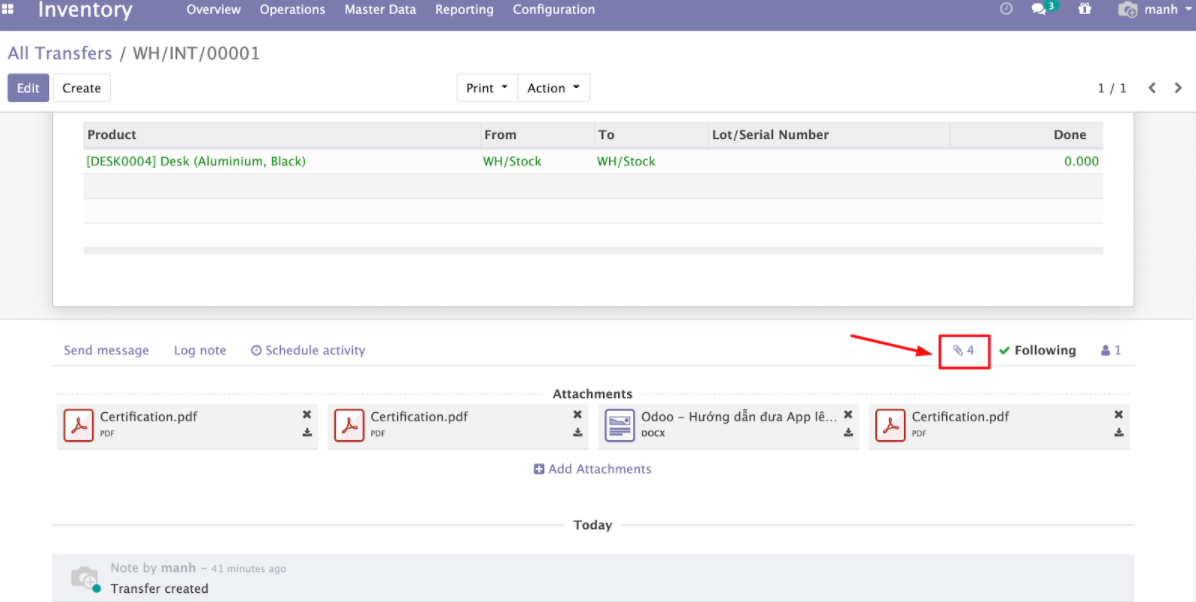 Inventory Overview Operations Master Data Reporting Configuration 3 manh
All Transfers / WH/INT/00001
Edit Create Print Action 1 / 1
Product From To Lot/Serial Number Done
[DESK0004] Desk (Aluminium, Black) WH/Stock WH/Stock 0.000
Send message Log note Schedule activity 4 Following 1
Attachments
Certification.pdf Certification.pdf Odoo – Hướng dẫn đưa App lê... Certification.pdf
PDF PDF DOCX PDF
Add Attachments
Today
Note by manh – 41 minutes ago
Transfer created